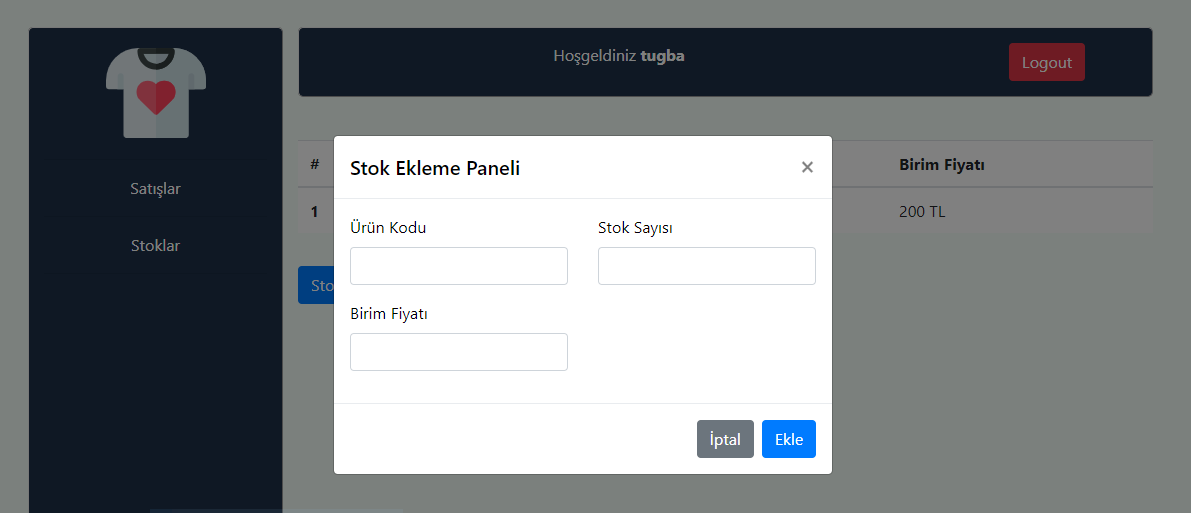 Hoşgeldiniz tugba
Logout
Satışlar
Stoklar
# Birim Fiyatı
1 200 TL
Stok Ekleme Paneli ×
Ürün Kodu Stok Sayısı
Birim Fiyatı
İptal Ekle